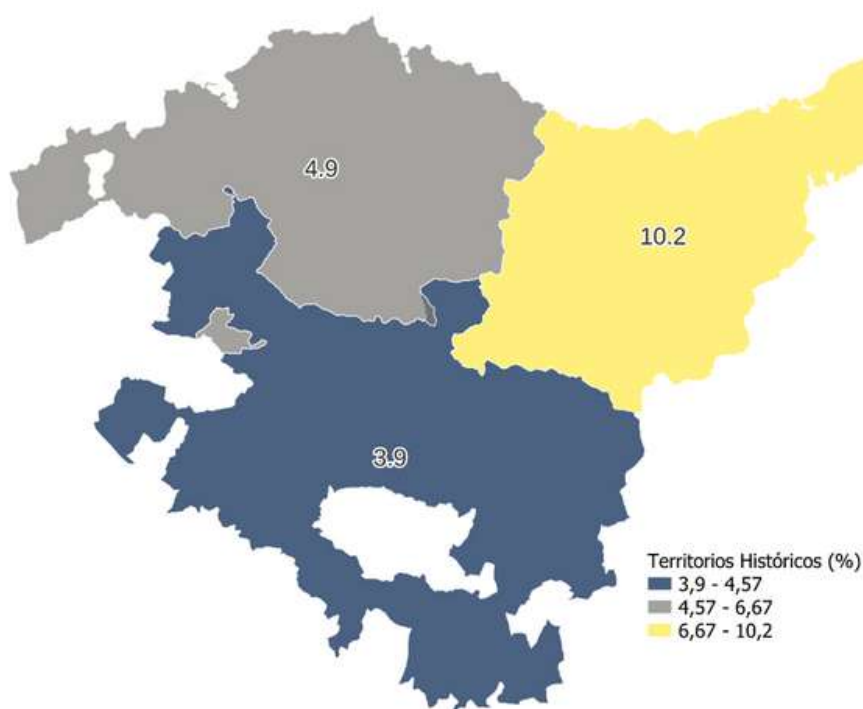 4.9
10.2
3.9
Territorios Históricos (%)
3,9 - 4,57
4,57 - 6,67
6,67 - 10,2